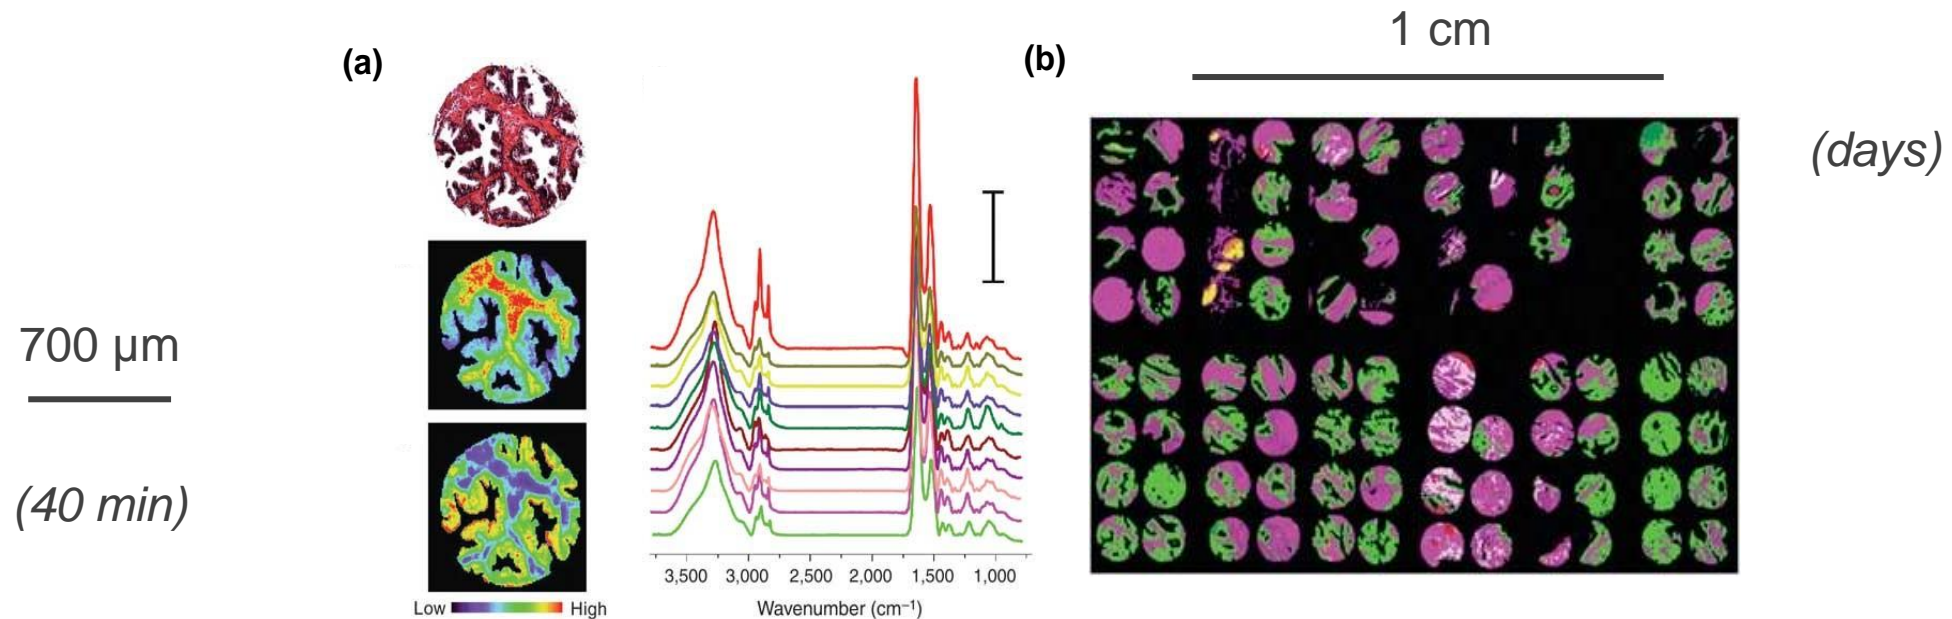 1 cm
(a)
(b)
(days)
700 µm
(40 min)
3,500 3,000 2,500 2,000 1,500 1,000
Low High
Wavenumber (cm⁻¹)